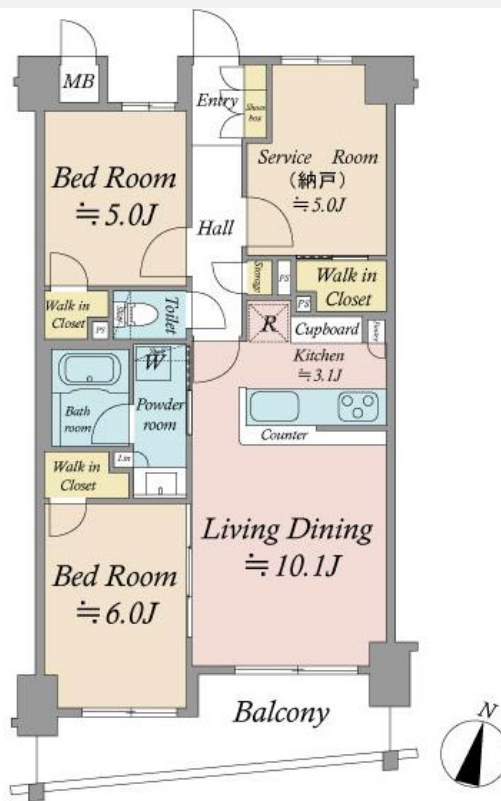 MB
Entry
Shoes
box
Bed Room
≒ 5.0J
Service Room
(納戸)
≒5.0J
Hall
Walk in
Closet
PS
Shelf
Toilet
Storage
PS
PS
Walk in
Closet
R
Cupboard
Pantry
Kitchen
≒3.1J
W
Bath
room
Powder
room
Counter
Lin
Walk in
Closet
Living Dining
≒ 10.1J
Bed Room
≒ 6.0J
Balcony
N